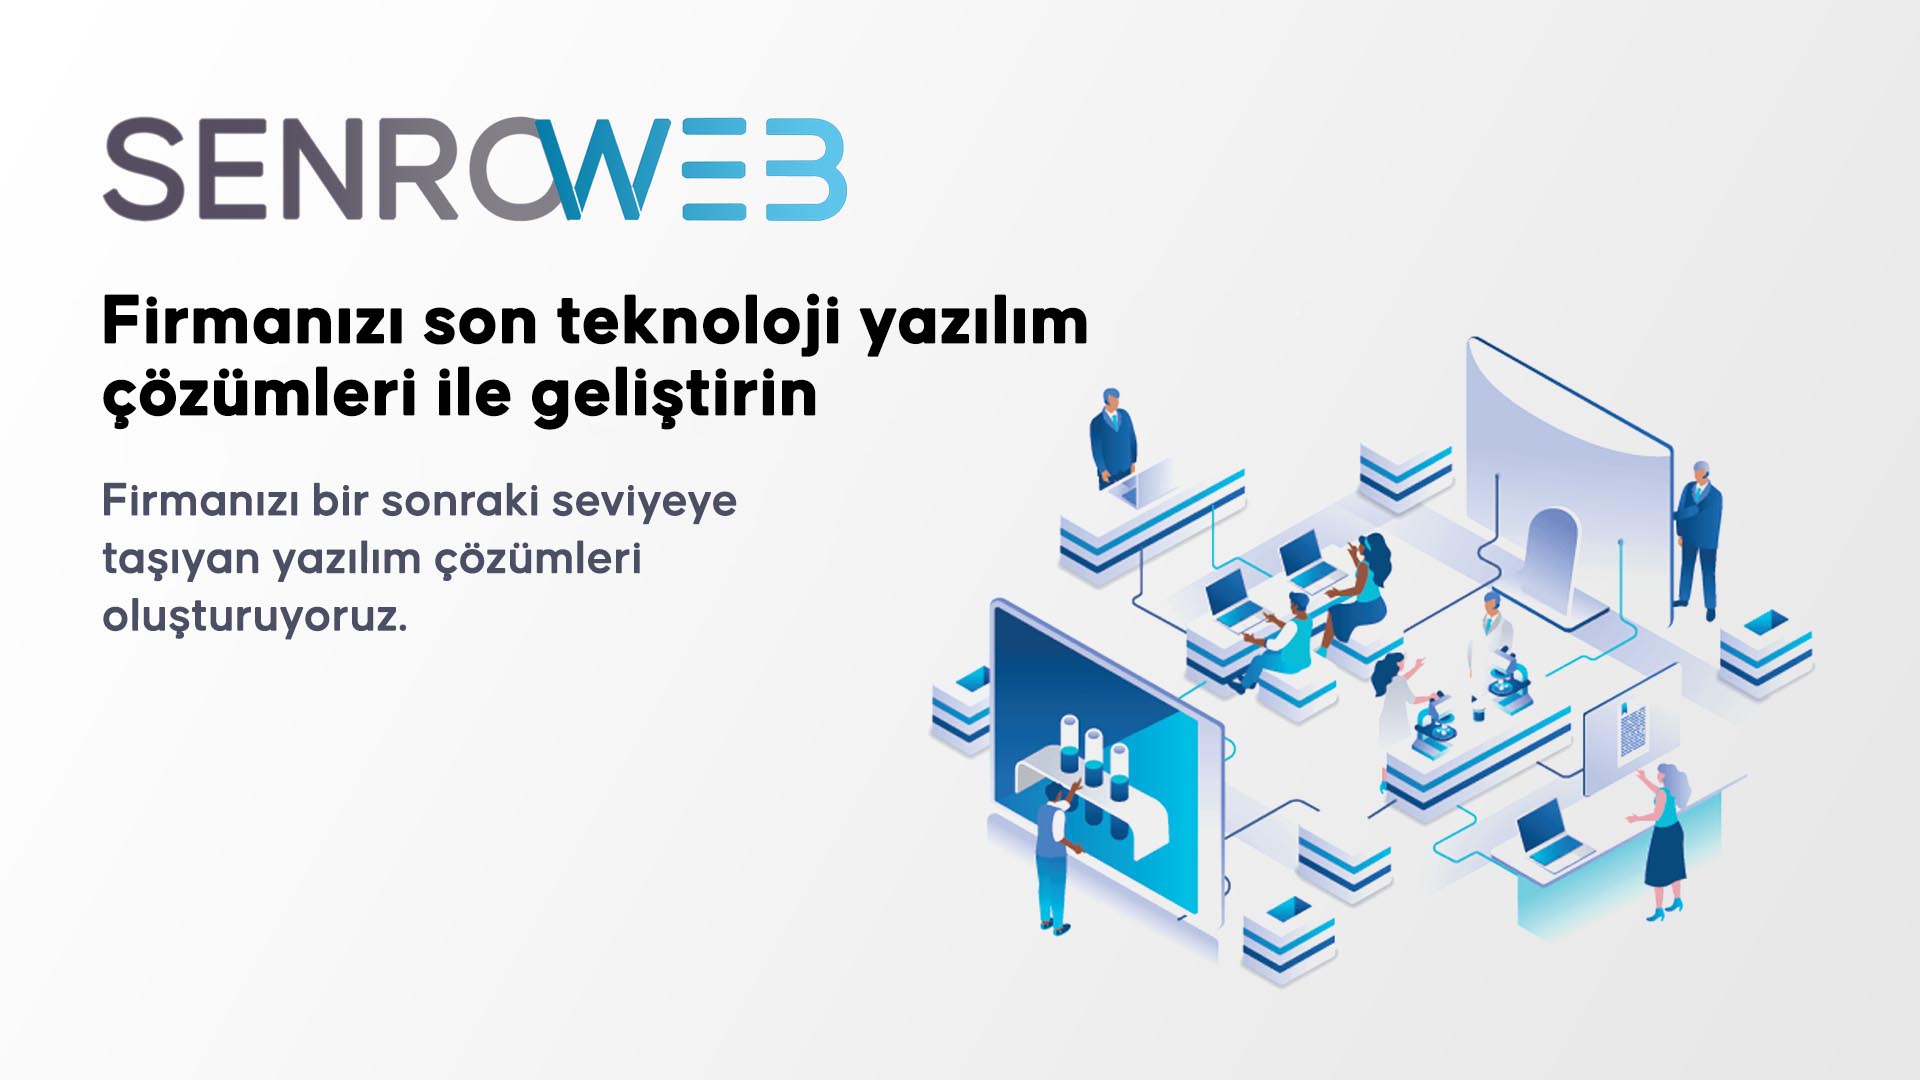 SENROWEB
Firmanızı son teknoloji yazılım
çözümleri ile geliştirin
Firmanızı bir sonraki seviyeye
taşıyan yazılım çözümleri
oluşturuyoruz.